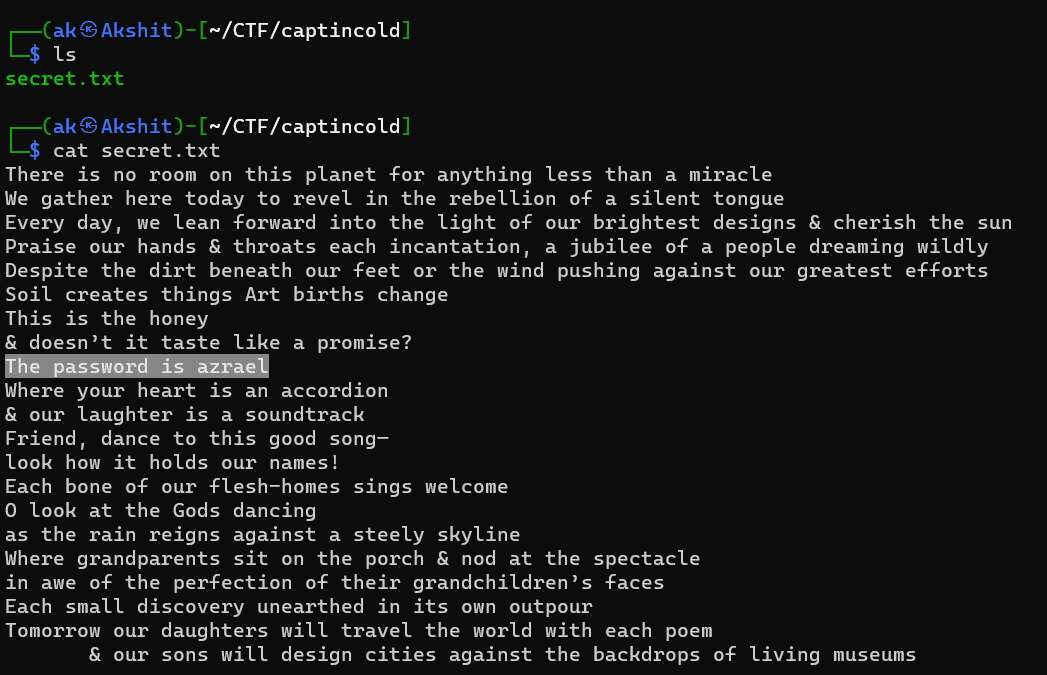 ┌──(ak㉿Akshit)-[~/CTF/captincold]
└─$ ls
secret.txt
┌──(ak㉿Akshit)-[~/CTF/captincold]
└─$ cat secret.txt
There is no room on this planet for anything less than a miracle
We gather here today to revel in the rebellion of a silent tongue
Every day, we lean forward into the light of our brightest designs & cherish the sun
Praise our hands & throats each incantation, a jubilee of a people dreaming wildly
Despite the dirt beneath our feet or the wind pushing against our greatest efforts
Soil creates things Art births change
This is the honey
& doesn’t it taste like a promise?
The password is azrael
Where your heart is an accordion
& our laughter is a soundtrack
Friend, dance to this good song—
look how it holds our names!
Each bone of our flesh-homes sings welcome
O look at the Gods dancing
as the rain reigns against a steely skyline
Where grandparents sit on the porch & nod at the spectacle
in awe of the perfection of their grandchildren’s faces
Each small discovery unearthed in its own outpour
Tomorrow our daughters will travel the world with each poem
& our sons will design cities against the backdrops of living museums